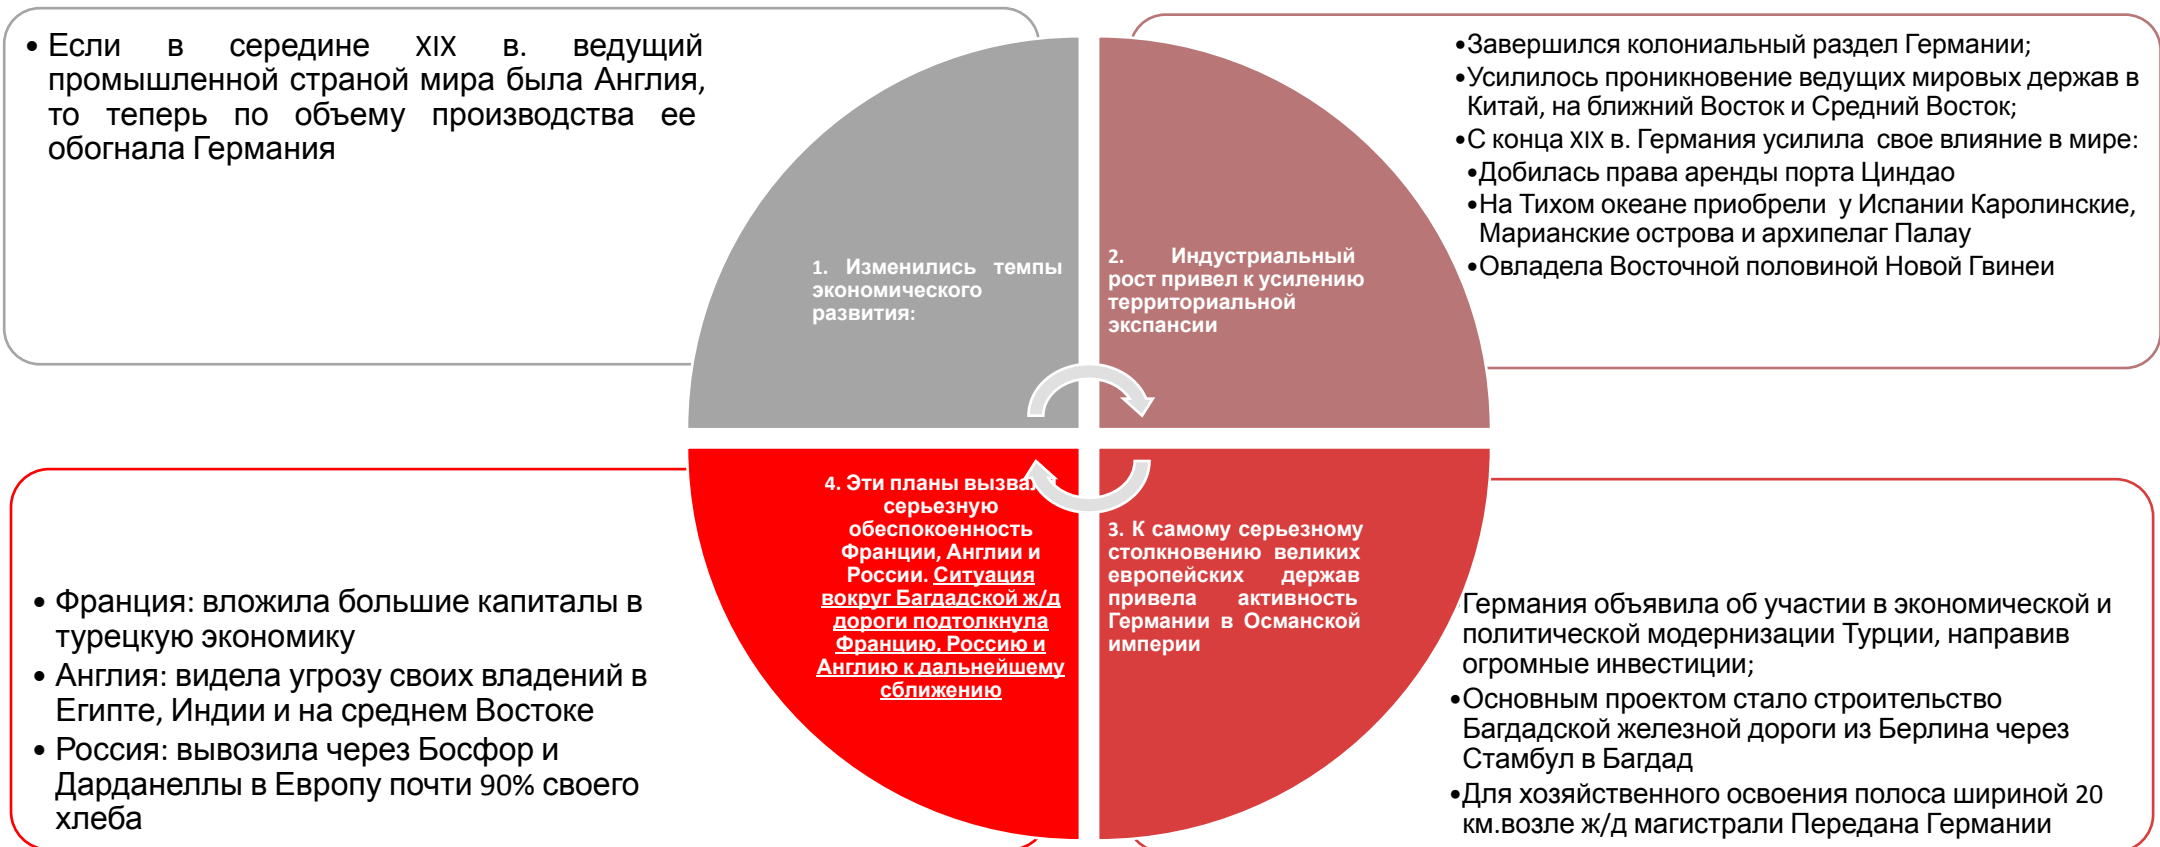 • Если в середине XIX в. ведущий
промышленной страной мира была Англия,
то теперь по объему производства ее
обогнала Германия
1. Изменились темпы
экономического
развития:
2. Индустриальный
рост привел к усилению
территориальной
экспансии
•Завершился колониальный раздел Германии;
•Усилилось проникновение ведущих мировых держав в
Китай, на ближний Восток и Средний Восток;
•С конца XIX в. Германия усилила свое влияние в мире:
•Добилась права аренды порта Циндао
•На Тихом океане приобрели у Испании Каролинские,
Марианские острова и архипелаг Палау
•Овладела Восточной половиной Новой Гвинеи
4. Эти планы вызвали
серьезную
обеспокоенность
Франции, Англии и
России. Ситуация
вокруг Багдадской ж/д
дороги подтолкнула
Францию, Россию и
Англию к дальнейшему
сближению
3. К самому серьезному
столкновению великих
европейских держав
привела активность
Германии в Османской
империи
• Франция: вложила большие капиталы в
турецкую экономику
• Англия: видела угрозу своих владений в
Египте, Индии и на среднем Востоке
• Россия: вывозила через Босфор и
Дарданеллы в Европу почти 90% своего
хлеба
•Германия объявила об участии в экономической и
политической модернизации Турции, направив
огромные инвестиции;
•Основным проектом стало строительство
Багдадской железной дороги из Берлина через
Стамбул в Багдад
•Для хозяйственного освоения полоса шириной 20
км.возле ж/д магистрали Передана Германии